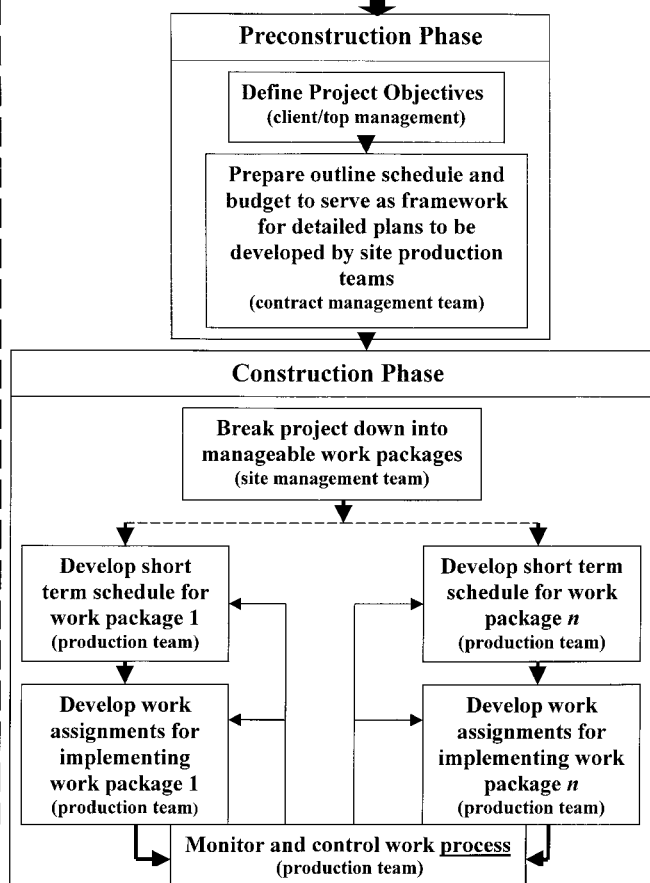 Preconstruction Phase
Define Project Objectives
(client/top management)
Prepare outline schedule and
budget to serve as framework
for detailed plans to be
developed by site production
teams
(contract management team)
Construction Phase
Break project down into
manageable work packages
(site management team)
Develop short
term schedule for
work package 1
(production team)
Develop short term
schedule for work
package n
(production team)
Develop work
assignments for
implementing
work package 1
(production team)
Develop work
assignments for
implementing work
package n
(production team)
Monitor and control work process
(production team)